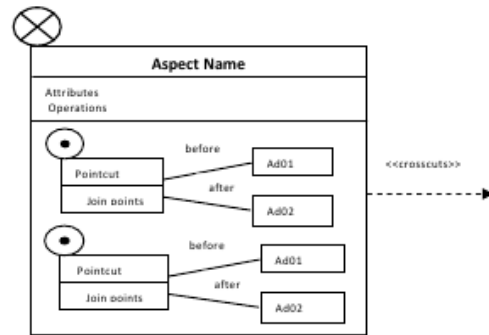 Aspect Name
Attributes
Operations
before
Pointcut
Ad01
<<crosscuts>>
after
Join points
Ad02
before
Pointcut
Ad01
after
Join points
Ad02